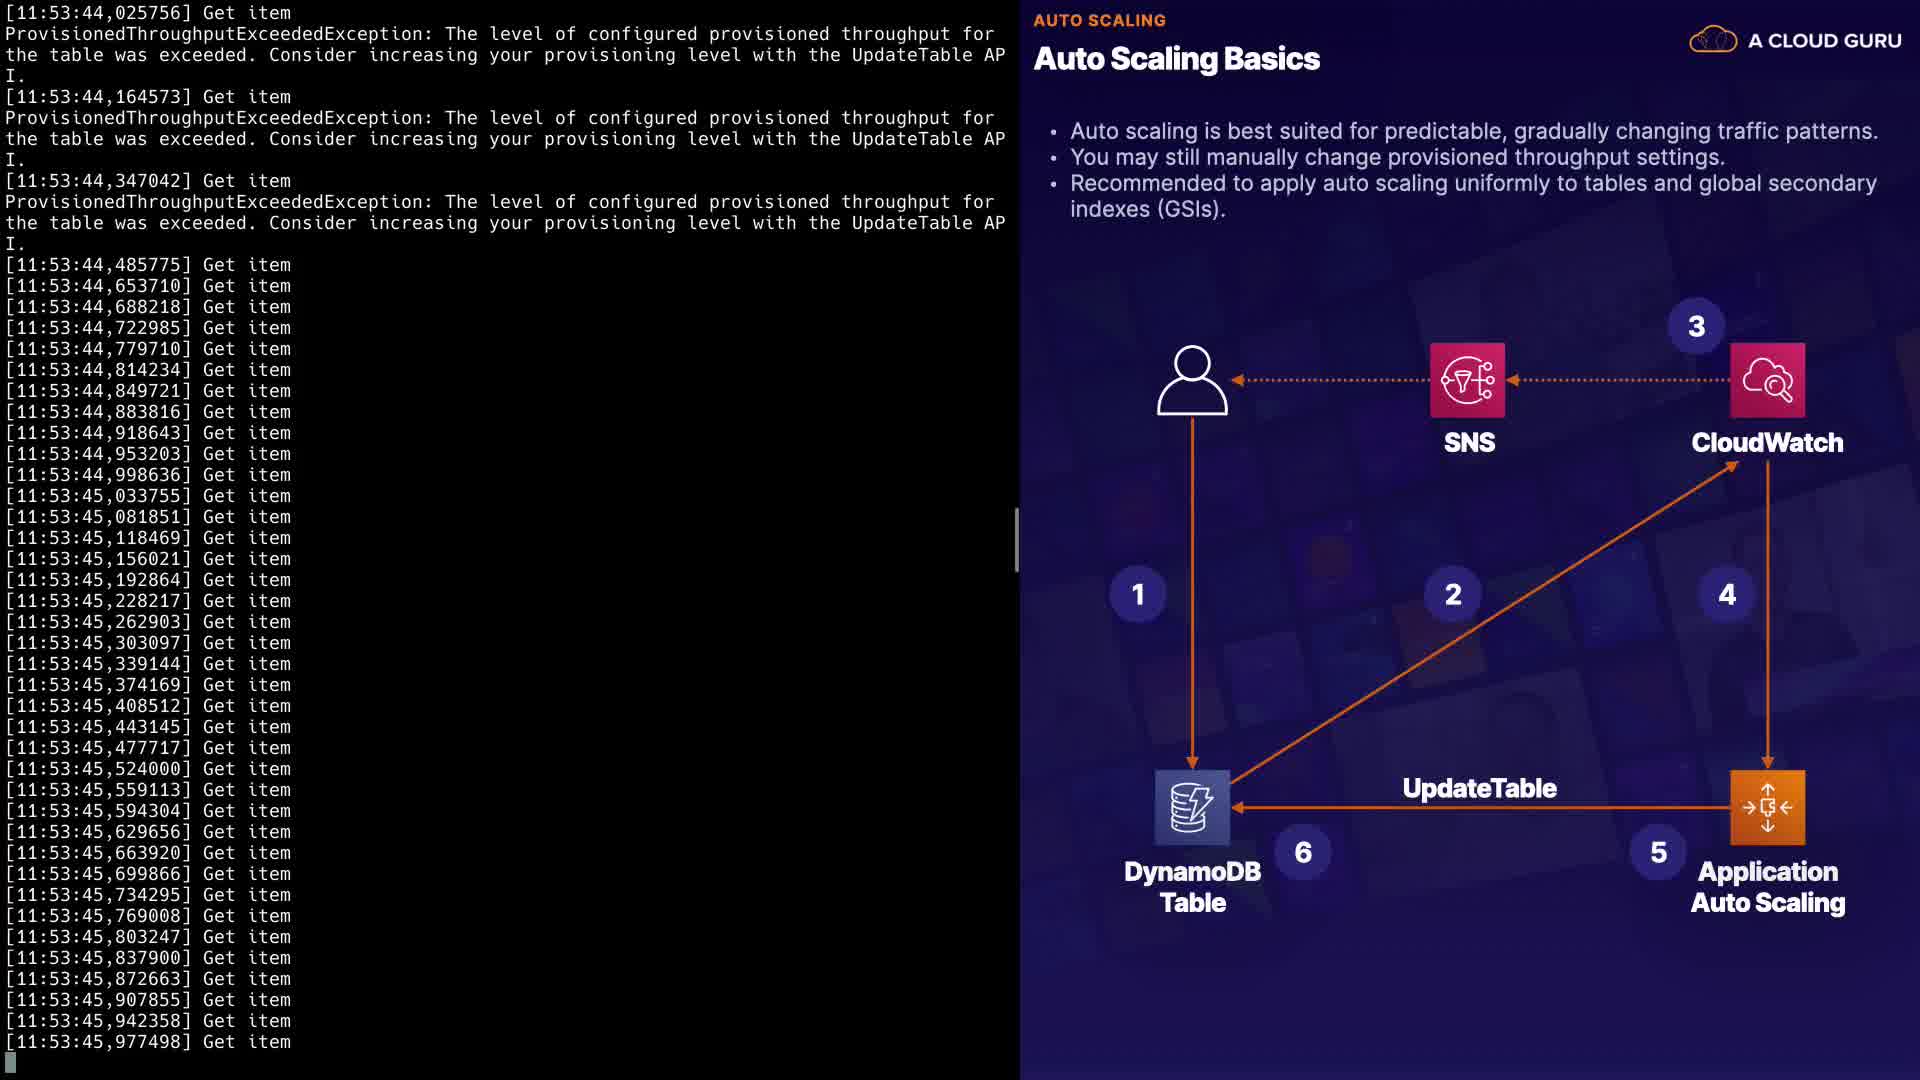 [11:53:44,025756] Get item
ProvisionedThroughputExceededException: The level of configured provisioned throughput for
the table was exceeded. Consider increasing your provisioning level with the UpdateTable AP
I.
[11:53:44,164573] Get item
ProvisionedThroughputExceededException: The level of configured provisioned throughput for
the table was exceeded. Consider increasing your provisioning level with the UpdateTable AP
I.
[11:53:44,347042] Get item
ProvisionedThroughputExceededException: The level of configured provisioned throughput for
the table was exceeded. Consider increasing your provisioning level with the UpdateTable AP
I.
[11:53:44,485775] Get item
[11:53:44,653710] Get item
[11:53:44,688218] Get item
[11:53:44,722985] Get item
[11:53:44,779710] Get item
[11:53:44,814234] Get item
[11:53:44,849721] Get item
[11:53:44,883816] Get item
[11:53:44,918643] Get item
[11:53:44,953203] Get item
[11:53:44,998636] Get item
[11:53:45,033755] Get item
[11:53:45,081851] Get item
[11:53:45,118469] Get item
[11:53:45,156021] Get item
[11:53:45,192864] Get item
[11:53:45,228217] Get item
[11:53:45,262903] Get item
[11:53:45,303097] Get item
[11:53:45,339144] Get item
[11:53:45,374169] Get item
[11:53:45,408512] Get item
[11:53:45,443145] Get item
[11:53:45,477717] Get item
[11:53:45,524000] Get item
[11:53:45,559113] Get item
[11:53:45,594304] Get item
[11:53:45,629656] Get item
[11:53:45,663920] Get item
[11:53:45,699866] Get item
[11:53:45,734295] Get item
[11:53:45,769008] Get item
[11:53:45,803247] Get item
[11:53:45,837900] Get item
[11:53:45,872663] Get item
[11:53:45,907855] Get item
[11:53:45,942358] Get item
[11:53:45,977498] Get item
AUTO SCALING
Auto Scaling Basics
A CLOUD GURU
• Auto scaling is best suited for predictable, gradually changing traffic patterns.
• You may still manually change provisioned throughput settings.
• Recommended to apply auto scaling uniformly to tables and global secondary
indexes (GSIs).
3
SNS
CloudWatch
1
2
4
UpdateTable
6
5
DynamoDB
Table
Application
Auto Scaling